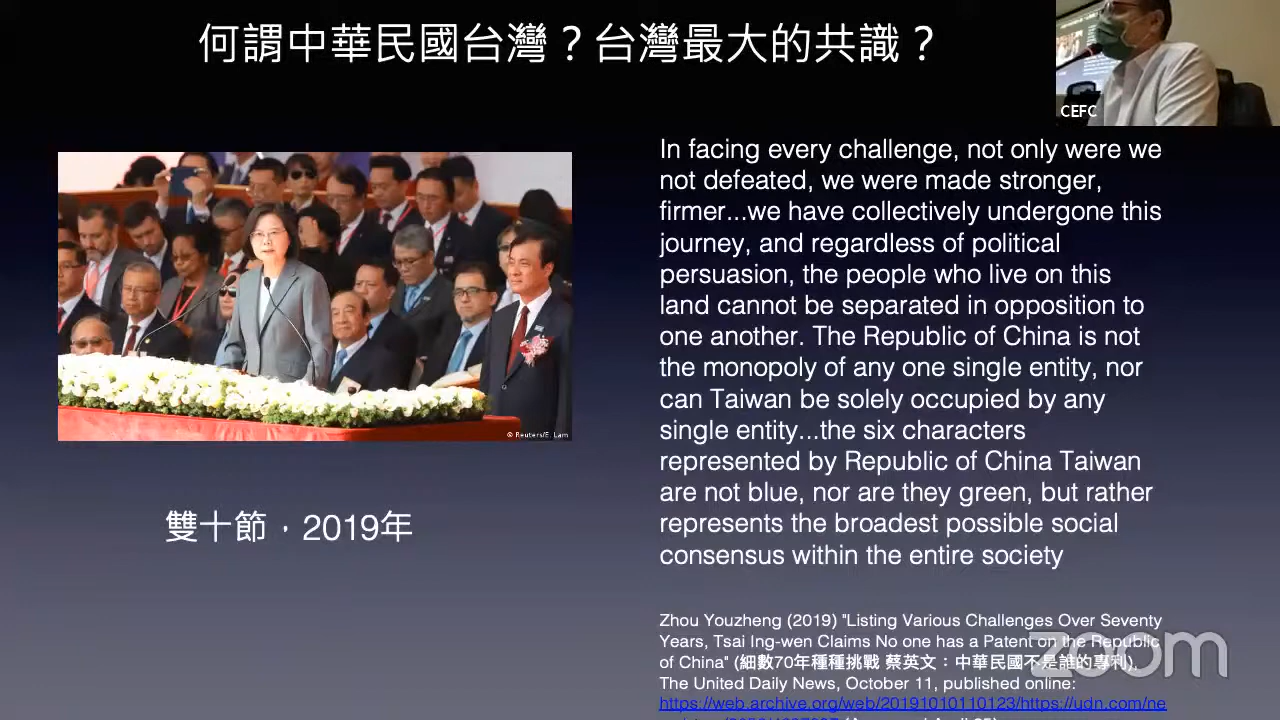 何謂中華民國台灣？台灣最大的共識？
CEFC
In facing every challenge, not only were we
not defeated, we were made stronger,
firmer...we have collectively undergone this
journey, and regardless of political
persuasion, the people who live on this
land cannot be separated in opposition to
one another. The Republic of China is not
the monopoly of any one single entity, nor
can Taiwan be solely occupied by any
single entity...the six characters
represented by Republic of China Taiwan
are not blue, nor are they green, but rather
represents the broadest possible social
consensus within the entire society
© Reuters/E. Lam
雙十節，2019年
Zhou Youzheng (2019) "Listing Various Challenges Over Seventy
Years, Tsai Ing-wen Claims No one has a Patent on the Republic
of China" (細數70年種種挑戰 蔡英文：中華民國不是誰的專利),
The United Daily News, October 11, published online:
https://web.archive.org/web/20191010110123/https://udn.com/ne
zoom